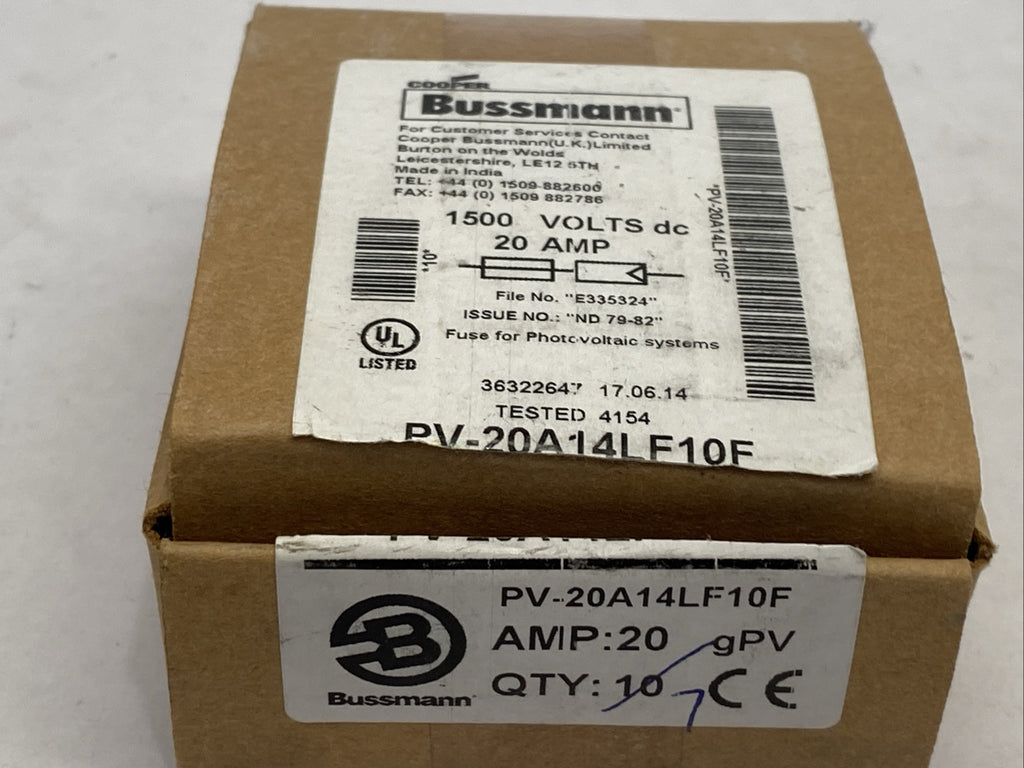 COOPER
Bussmann
For Customer Services Contact
Cooper Bussmann(U.K.)Limited
Burton on the Wolds
Leicestershire, LE12 5TH
Made in India
TEL: +44 (0) 1509 882600
FAX: +44 (0) 1509 882786
1500 VOLTS dc
20 AMP
*10*
*PV-20A14LF10F*
File No. "E335324"
ISSUE NO.: "ND 79-82"
Fuse for Photovoltaic systems
UL
LISTED
36322647 17.06.14
TESTED 4154
PV-20A14LF10F
PV-20A14LF10F
AMP:20 gPV
QTY: 10 7 CE
B
Bussmann